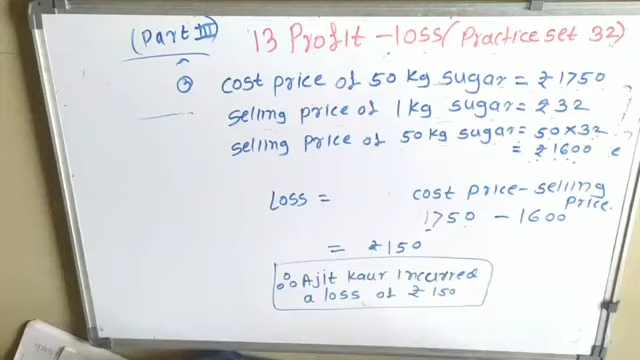 (Part III)
13 Profit - loss (Practice set 32)
③ cost price of 50 kg sugar = ₹1750
selling price of 1kg sugar = ₹32
selling price of 50 kg sugar = 50×32
= ₹1600
Loss = cost price - selling price.
1750 - 1600
= ₹150
∴ Ajit kaur incurred
a loss of ₹150